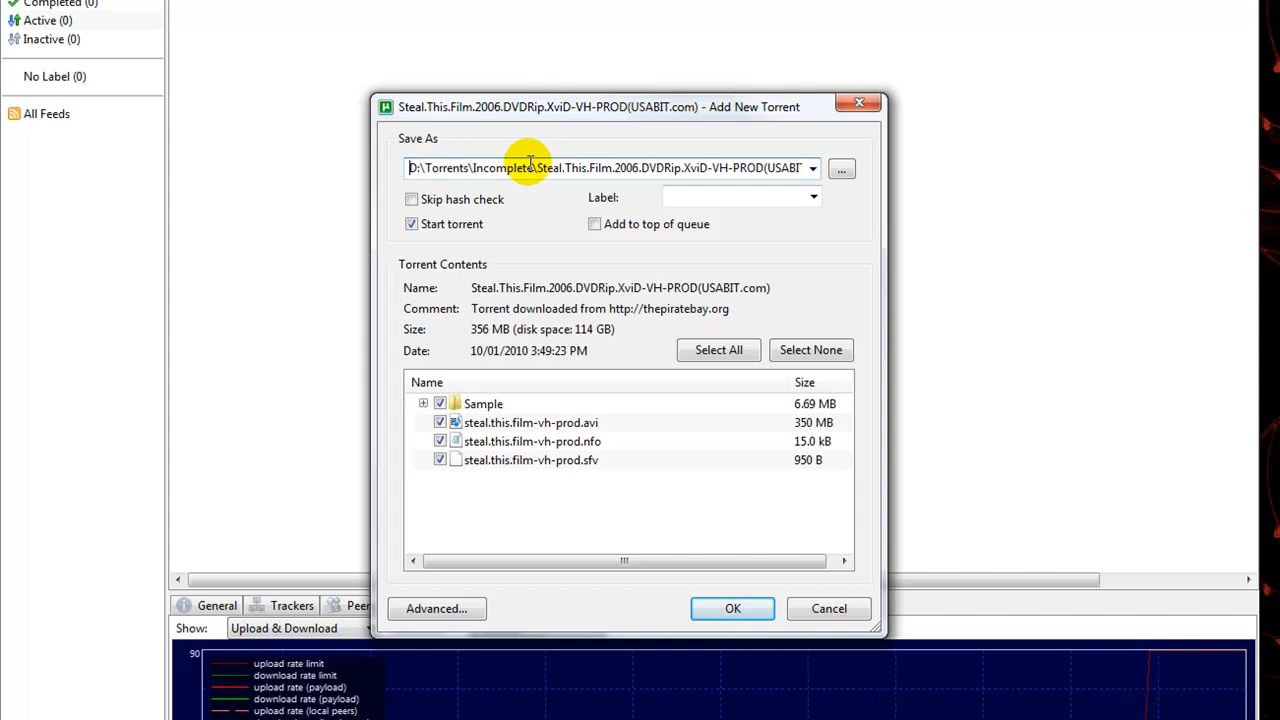 Completed (0)
Active (0)
Inactive (0)
No Label (0)
All Feeds
Steal.This.Film.2006.DVDRip.XviD-VH-PROD(USABIT.com) - Add New Torrent
Save As
D:\Torrents\Incomplete\Steal.This.Film.2006.DVDRip.XviD-VH-PROD(USABIT
...
Skip hash check
Label:
Start torrent
Add to top of queue
Torrent Contents
Name: Steal.This.Film.2006.DVDRip.XviD-VH-PROD(USABIT.com)
Comment: Torrent downloaded from http://thepiratebay.org
Size: 356 MB (disk space: 114 GB)
Date: 10/01/2010 3:49:23 PM
Select All
Select None
Name Size
Sample 6.69 MB
steal.this.film-vh-prod.avi 350 MB
steal.this.film-vh-prod.nfo 15.0 kB
steal.this.film-vh-prod.sfv 950 B
Advanced...
OK
Cancel
General
Trackers
Peer
Show: Upload & Download
90
upload rate limit
download rate limit
upload rate (payload)
download rate (payload)
upload rate (local peers)